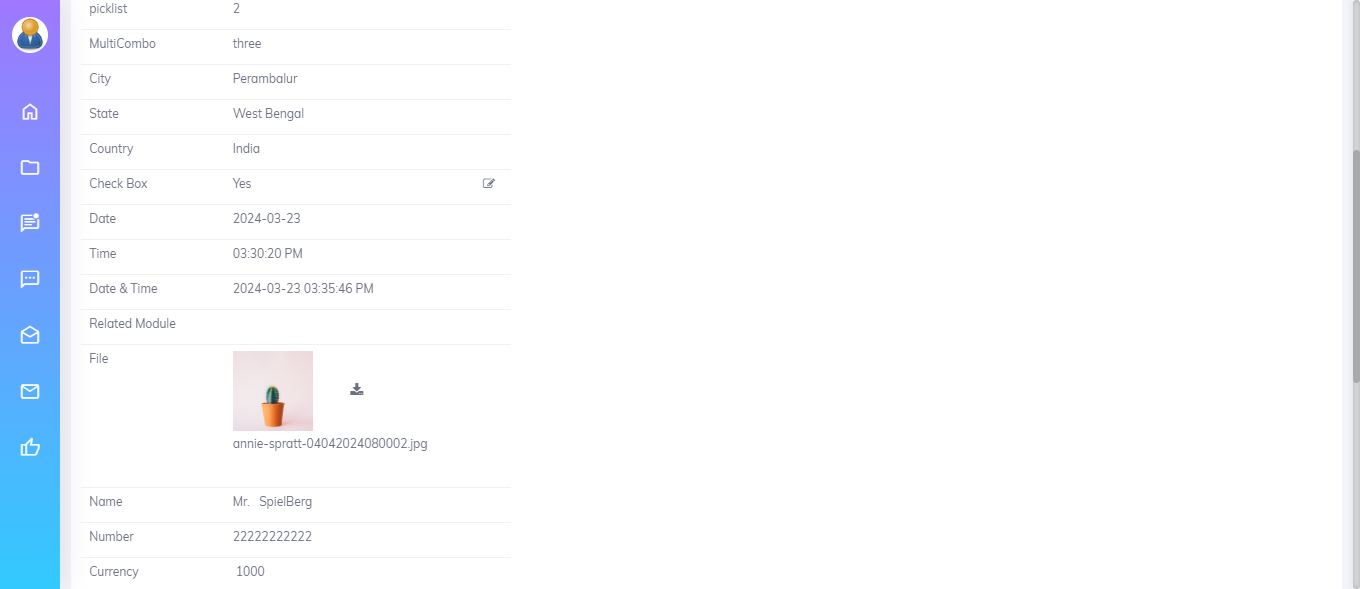 picklist 2
MultiCombo three
City Perambalur
State West Bengal
Country India
Check Box Yes
Date 2024-03-23
Time 03:30:20 PM
Date & Time 2024-03-23 03:35:46 PM
Related Module
File
annie-spratt-04042024080002.jpg
Name Mr. SpielBerg
Number 22222222222
Currency 1000